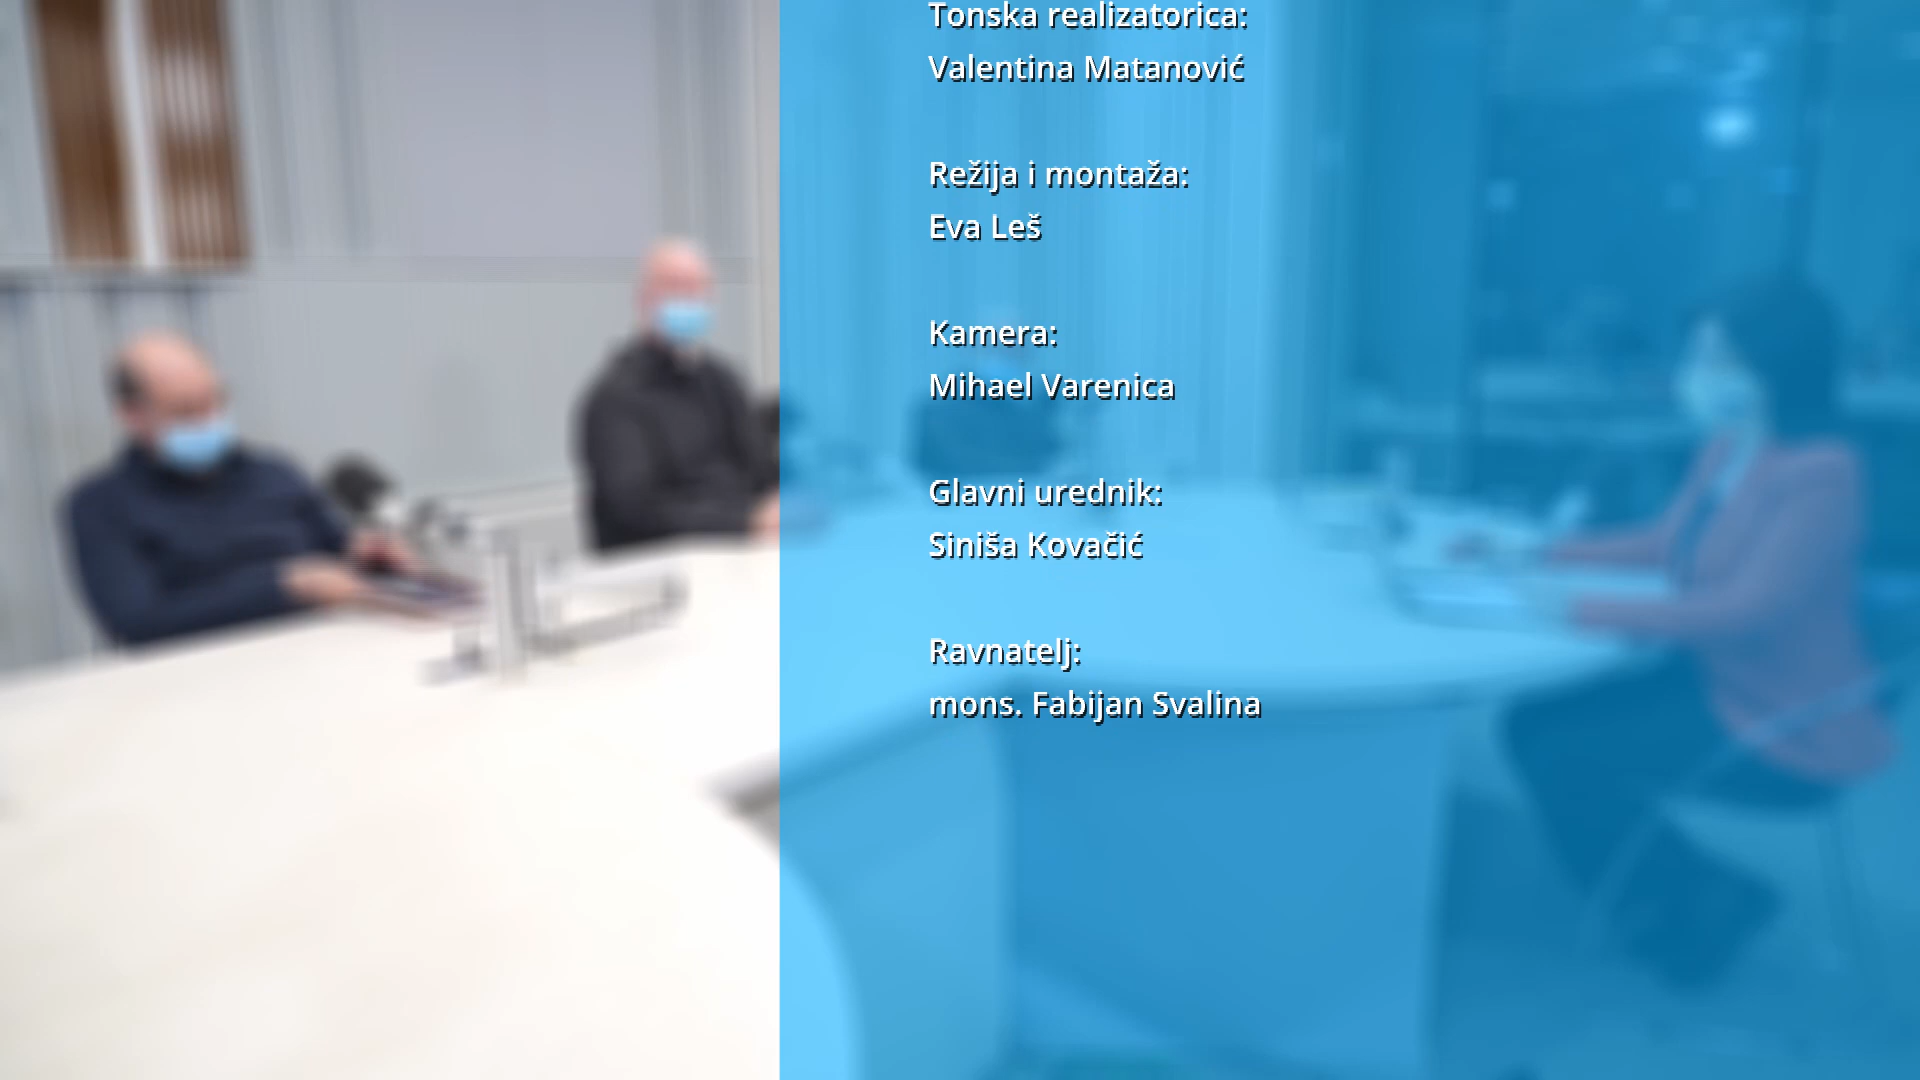 Tonska realizatorica:
Valentina Matanović
Režija i montaža:
Eva Leš
Kamera:
Mihael Varenica
Glavni urednik:
Siniša Kovačić
Ravnatelj:
mons. Fabijan Svalina